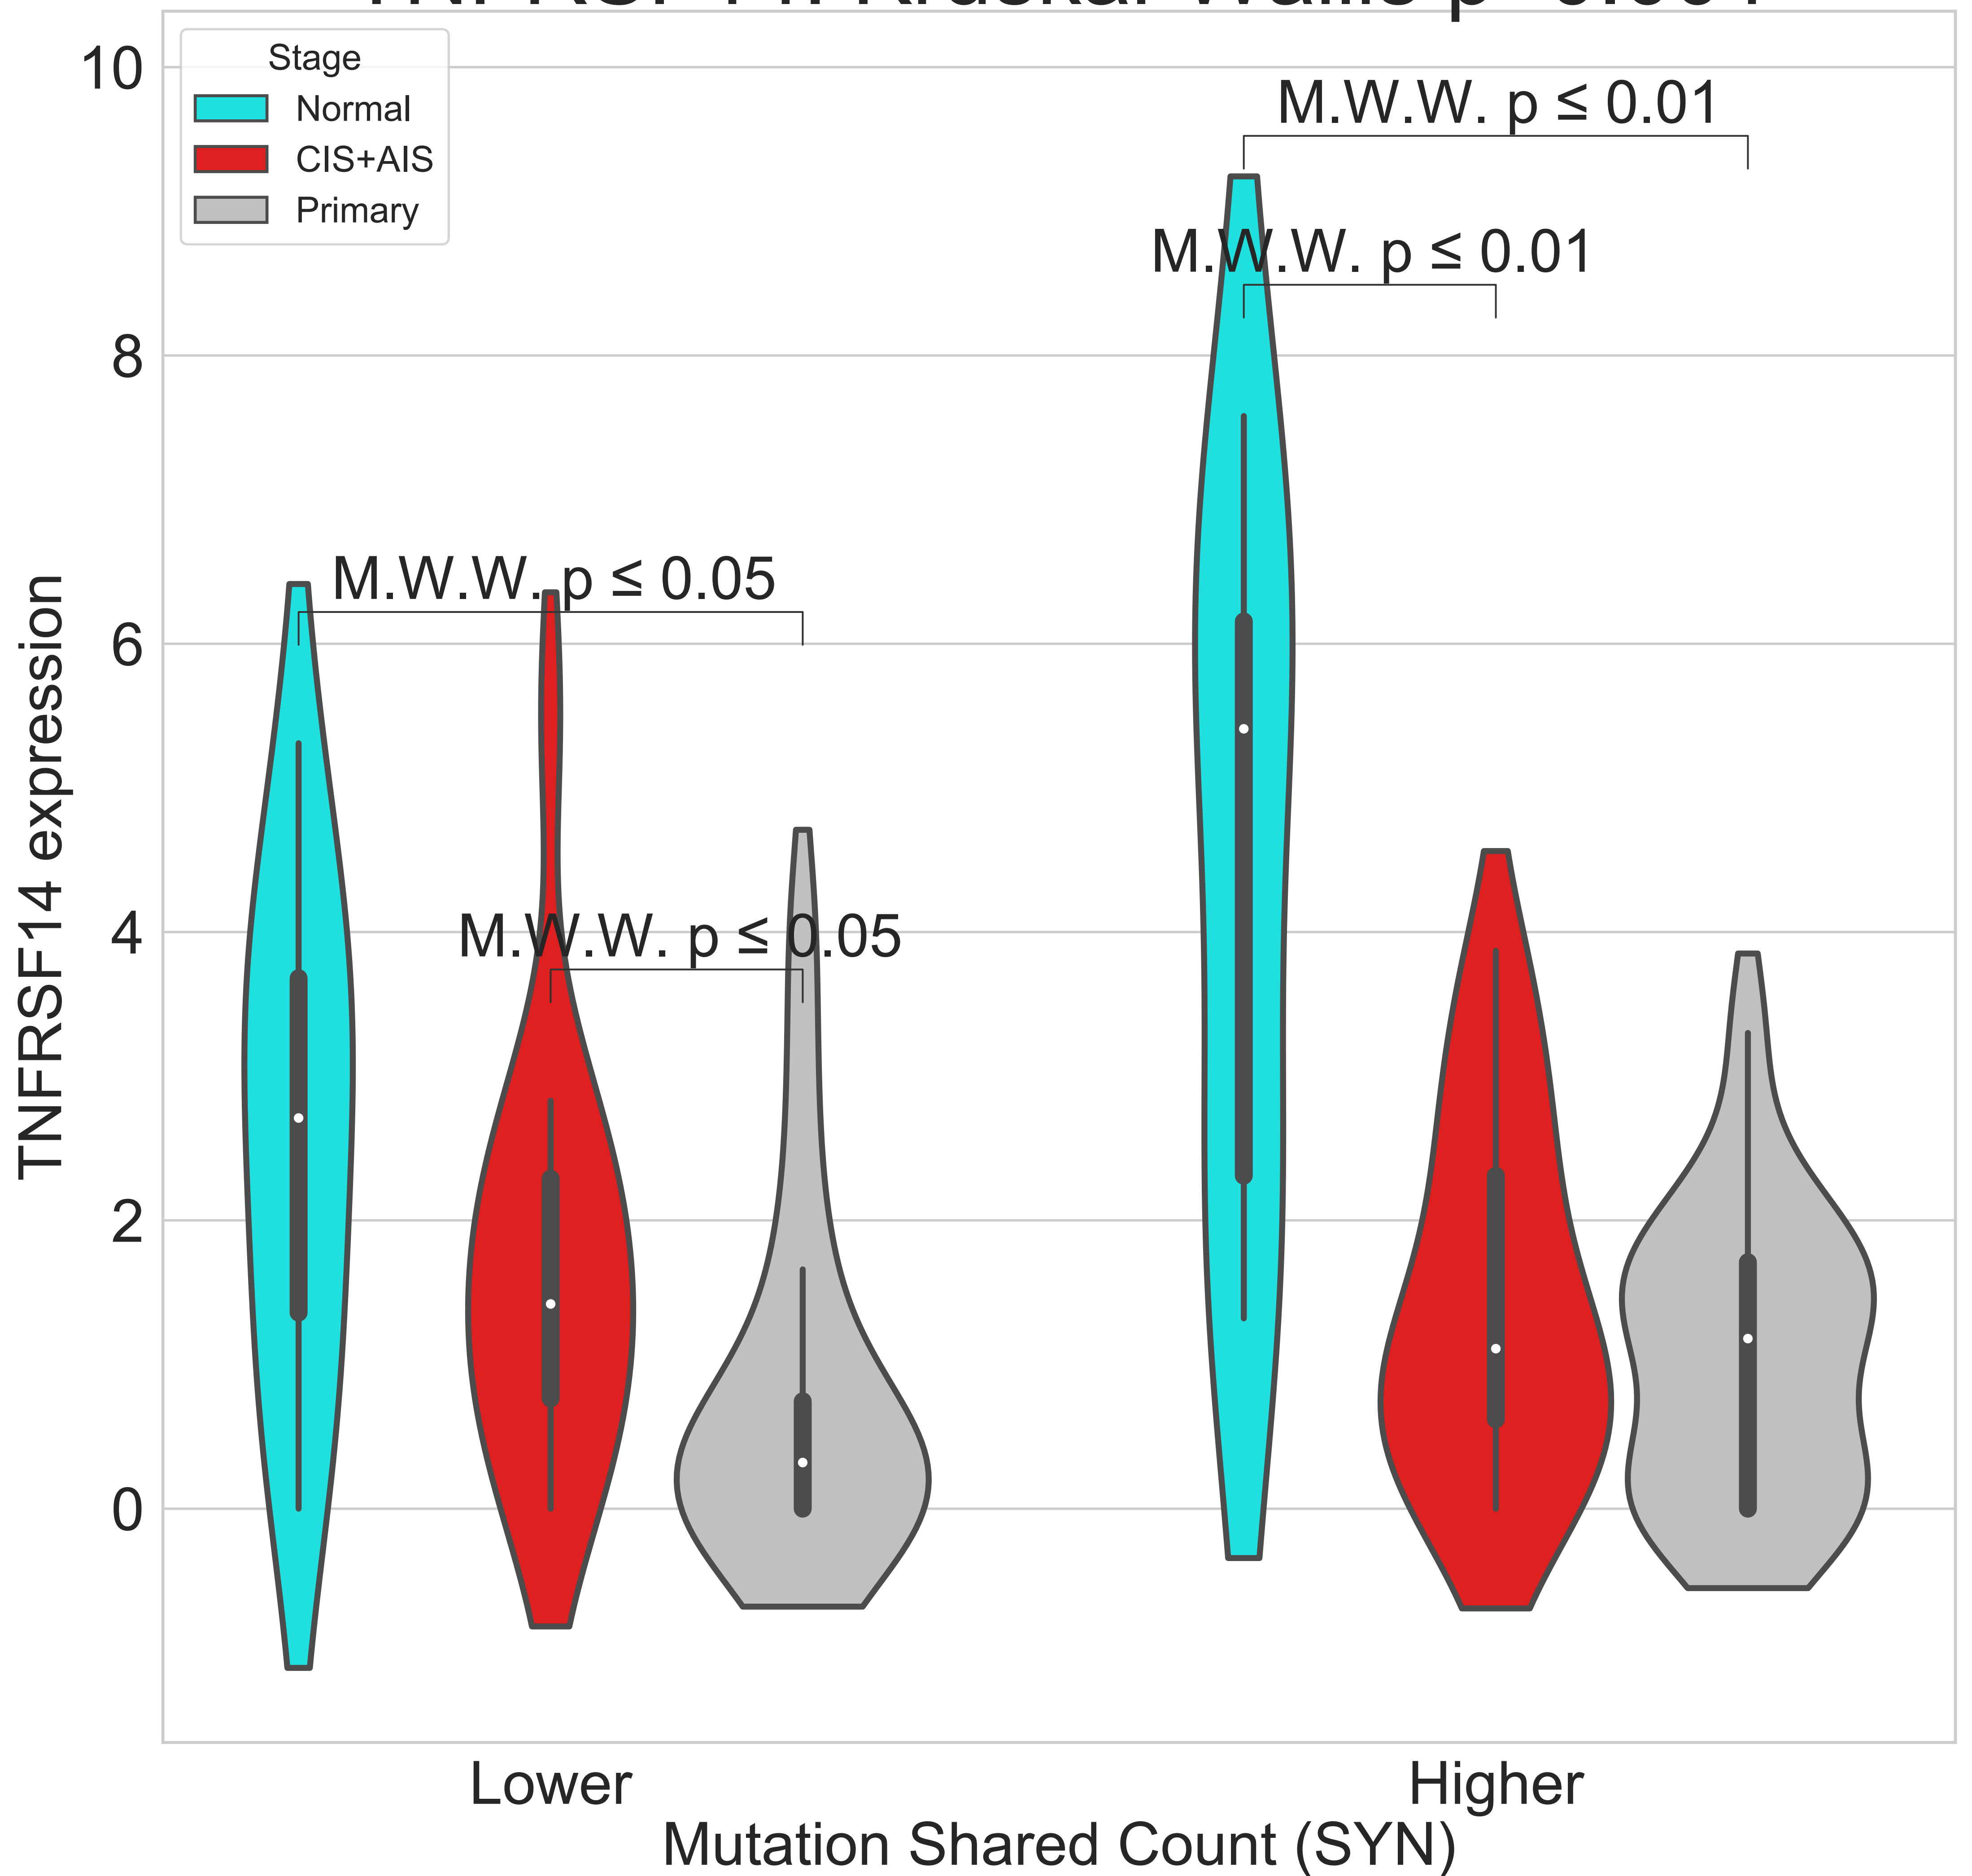 10
8
6
4
2
0
TNFRSF14 expression
Stage
Normal
CIS+AIS
Primary
M.W.W. p ≤ 0.01
M.W.W. p ≤ 0.01
M.W.W. p ≤ 0.05
M.W.W. p ≤ 0.05
Lower
Higher
Mutation Shared Count (SYN)